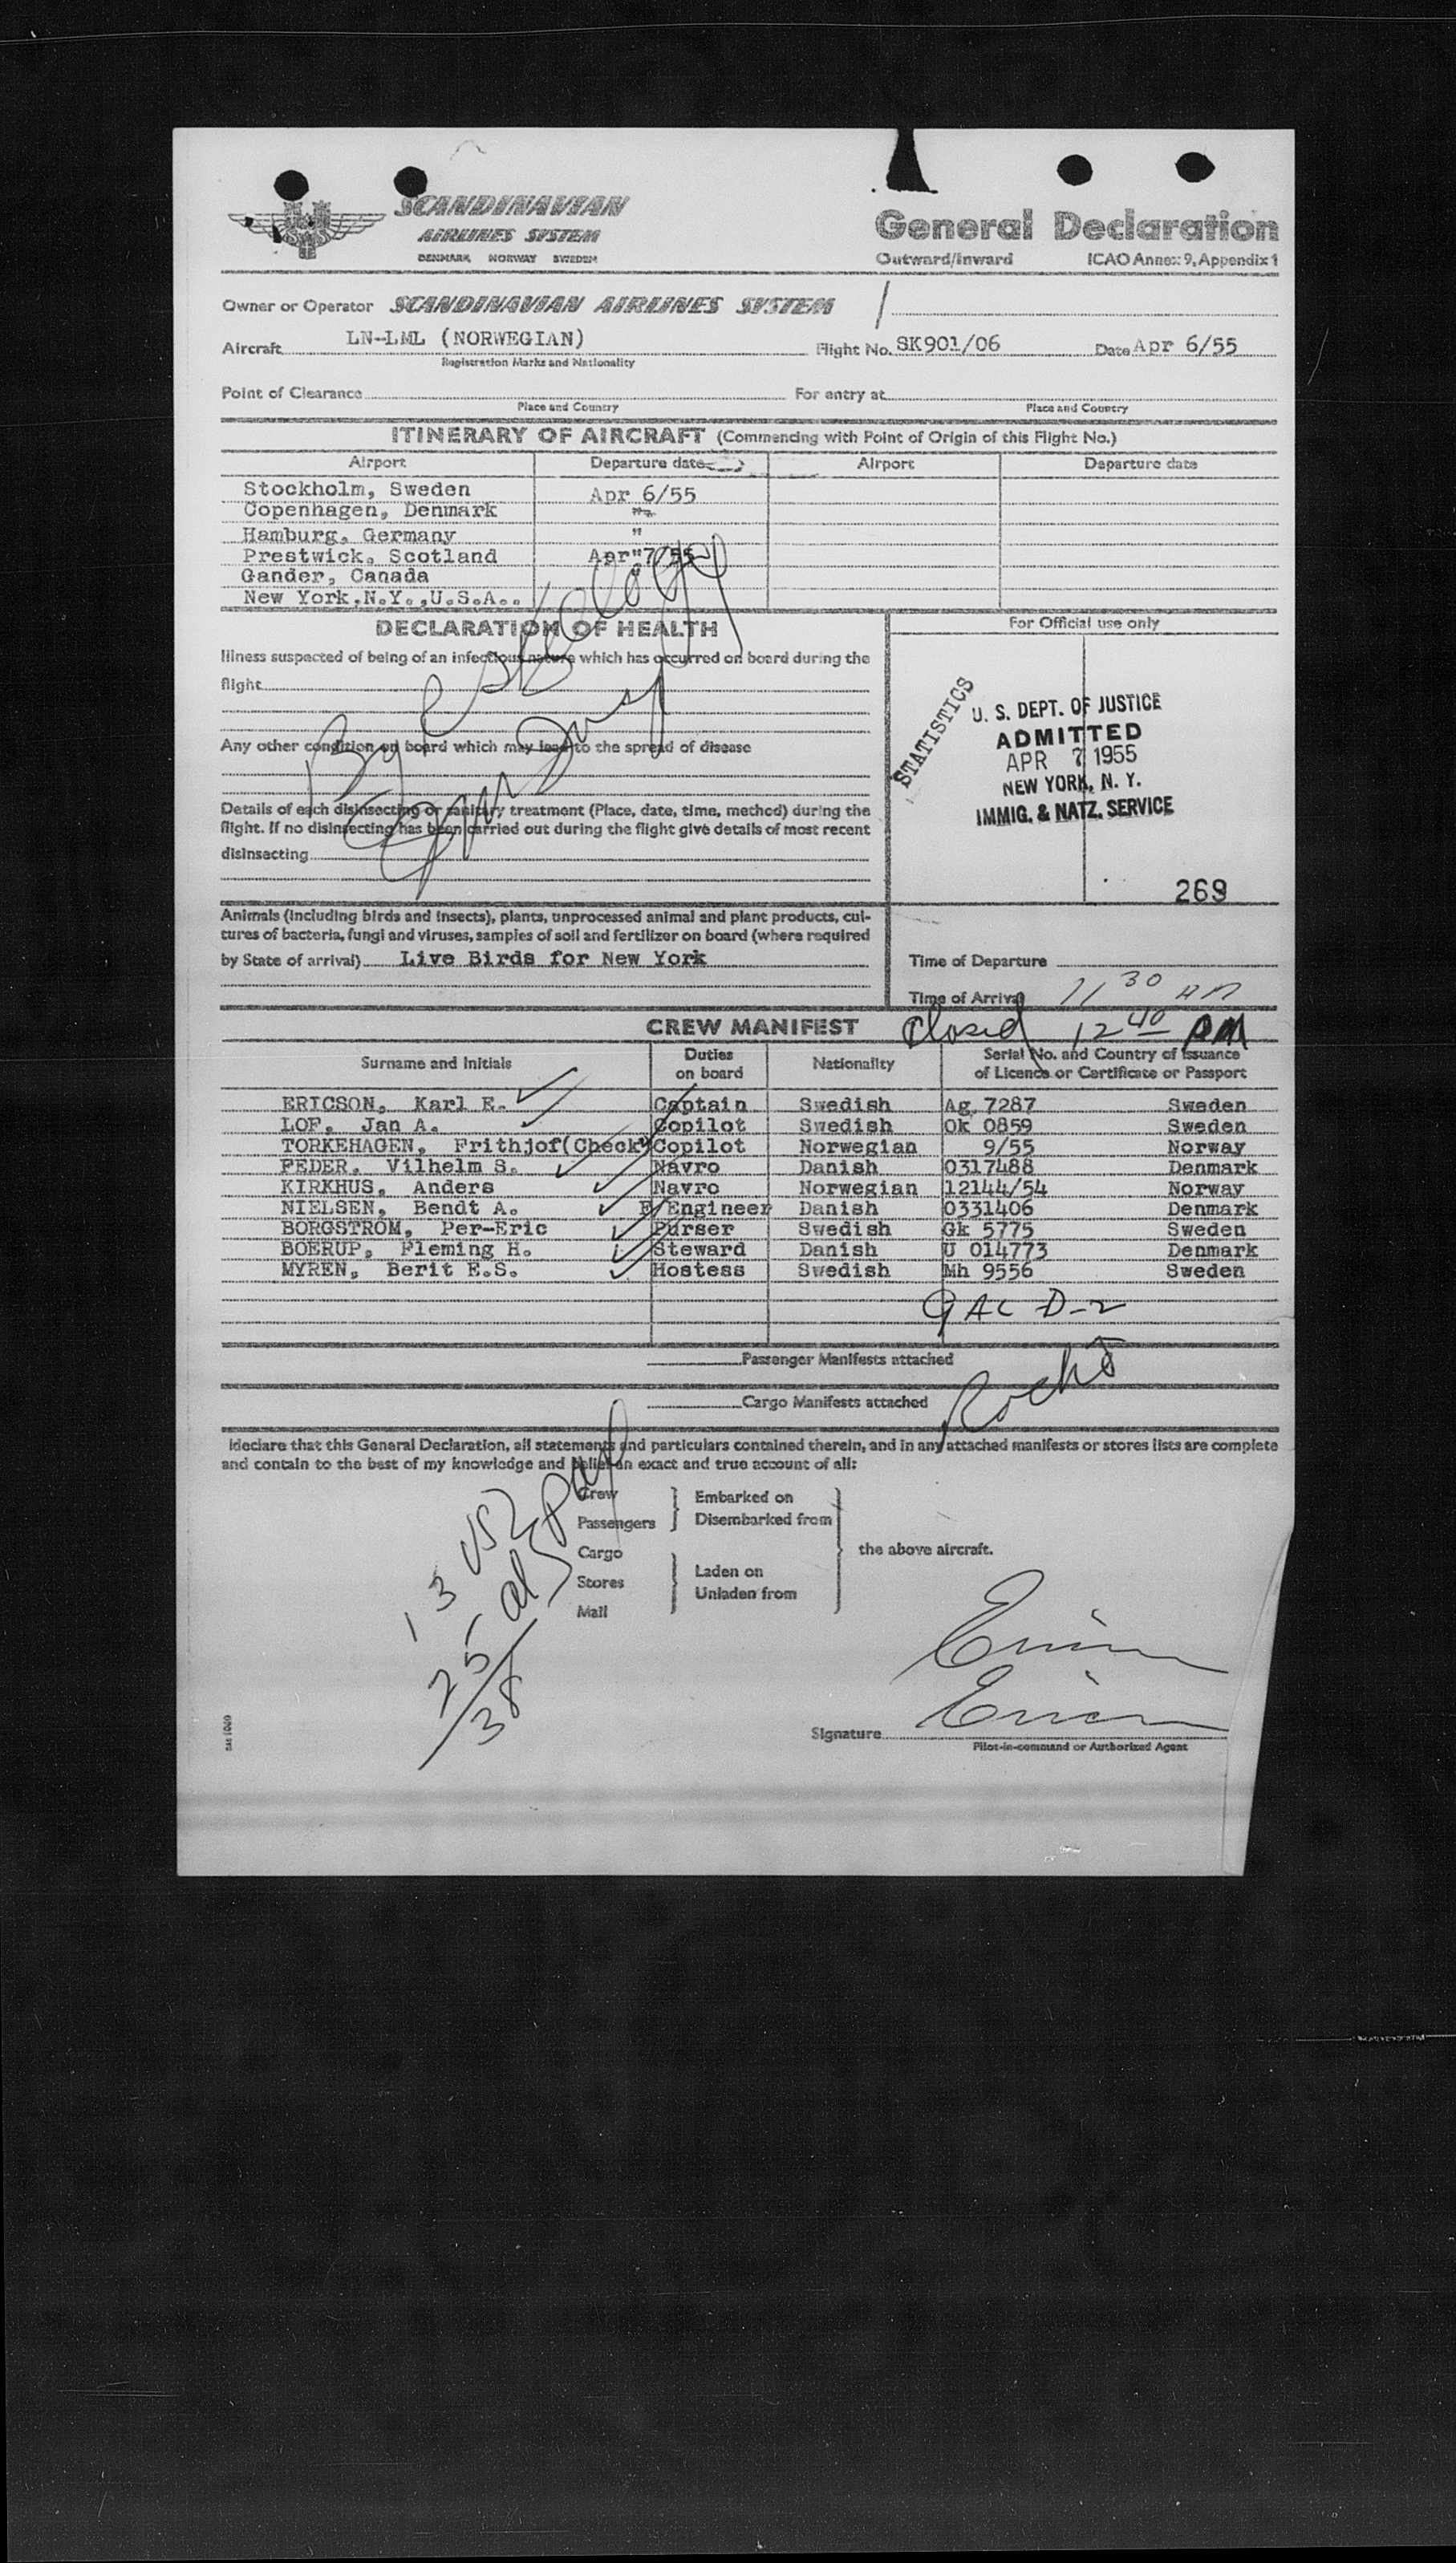 SCANDINAVIAN
AIRLINES SYSTEM
DENMARK NORWAY SWEDEN
General Declaration
Outward/Inward ICAO Annex 9, Appendix 1
Owner or Operator SCANDINAVIAN AIRLINES SYSTEM
Aircraft LN-LML (NORWEGIAN) Flight No. SK901/06 Date Apr 6/55
Registration Marks and Nationality
Point of Clearance For entry at
Place and Country Place and Country
ITINERARY OF AIRCRAFT (Commencing with Point of Origin of this Flight No.)
Airport Departure date Airport Departure date
Stockholm, Sweden Apr 6/55
Copenhagen, Denmark "
Hamburg, Germany "
Prestwick, Scotland Apr 7/55
Gander, Canada "
New York,N.Y.,U.S.A..
DECLARATION OF HEALTH
For Official use only
Illness suspected of being of an infectious nature which has occurred on board during the
flight
Any other condition on board which may lead to the spread of disease
Details of each disinsecting or sanitary treatment (Place, date, time, method) during the
flight. If no disinsecting has been carried out during the flight give details of most recent
disinsecting
STATISTICS
U. S. DEPT. OF JUSTICE
ADMITTED
APR 7 1955
NEW YORK, N. Y.
IMMIG. & NATZ. SERVICE
269
Animals (including birds and insects), plants, unprocessed animal and plant products, cul-
tures of bacteria, fungi and viruses, samples of soil and fertilizer on board (where required
by State of arrival) Live Birds for New York
Time of Departure
Time of Arrival 11 30 AM
Closed 12 40 PM
CREW MANIFEST
Surname and Initials Duties on board Nationality Serial No. and Country of Issuance of Licence or Certificate or Passport
ERICSON, Karl E. Captain Swedish Ag 7287 Sweden
LOF, Jan A. Copilot Swedish Ok 0859 Sweden
TORKEHAGEN, Frithjof(Check) Copilot Norwegian 9/55 Norway
PEDER, Vilhelm S. Navro Danish 0317488 Denmark
KIRKHUS, Anders Navro Norwegian 12144/54 Norway
NIELSEN, Bendt A. F/Engineer Danish 0331406 Denmark
BORGSTROM, Per-Eric Purser Swedish Gk 5775 Sweden
BOERUP, Fleming H. Steward Danish U 014773 Denmark
MYREN, Berit E.S. Hostess Swedish Mh 9556 Sweden
9 AC D-2
Passenger Manifests attached
Cargo Manifests attached
I declare that this General Declaration, all statements and particulars contained therein, and in any attached manifests or stores lists are complete
and contain to the best of my knowledge and belief an exact and true account of all:
Crew
Passengers
Embarked on
Disembarked from
Cargo
Stores
Mail
Laden on
Unladen from
the above aircraft.
13 US
25 al
38
Signature
Pilot-in-command or Authorized Agent